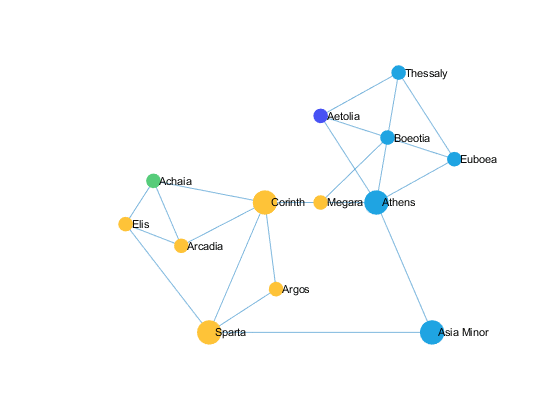 Thessaly
Aetolia
Boeotia
Euboea
Achaia
Corinth
Megara
Athens
Elis
Arcadia
Argos
Sparta
Asia Minor